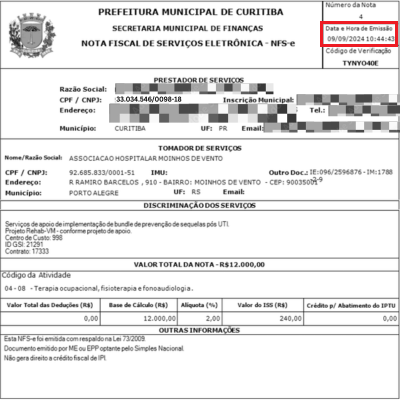 PREFEITURA MUNICIPAL DE CURITIBA
SECRETARIA MUNICIPAL DE FINANÇAS
NOTA FISCAL DE SERVIÇOS ELETRÔNICA - NFS-e
Número da Nota
4
Data e Hora de Emissão
09/09/2024 10:44:43
Código de Verificação
TYNYO40E
PRESTADOR DE SERVIÇOS
Razão Social:
CPF / CNPJ: 33.034.546/0098-18 Inscrição Municipal:
Endereço: Tel.:
Município: CURITIBA UF: PR Email:
TOMADOR DE SERVIÇOS
Nome/Razão Social: ASSOCIACAO HOSPITALAR MOINHOS DE VENTO
CPF / CNPJ: 92.685.833/0001-51 IMU: Outro Doc.: IE:096/2596876 - IM:1788
-2-9
Endereço: R.RAMIRO BARCELOS , 910 - BAIRRO: MOINHOS DE VENTO - CEP: 90035001
Município: PORTO ALEGRE UF: RS Email:
DISCRIMINAÇÃO DOS SERVIÇOS
Serviços de apoio de implementação de bundle de prevenção de sequelas pós UTI.
Projeto Rehab-VM - conforme projeto de apoio.
Centro de Custo: 998
ID GSI: 21291
Contrato: 17333
VALOR TOTAL DA NOTA - R$12.000,00
Código da Atividade
04 - 08 - Terapia ocupacional, fisioterapia e fonoaudiologia.
Valor Total das Deduções (R$) Base de Cálculo (R$) Alíquota (%) Valor do ISS (R$) Crédito p/ Abatimento do IPTU
0,00 12.000,00 2,00 240,00 0,00
OUTRAS INFORMAÇÕES
Esta NFS-e foi emitida com respaldo na Lei 73/2009.
Documento emitido por ME ou EPP optante pelo Simples Nacional.
Não gera direito a crédito fiscal de IPI.